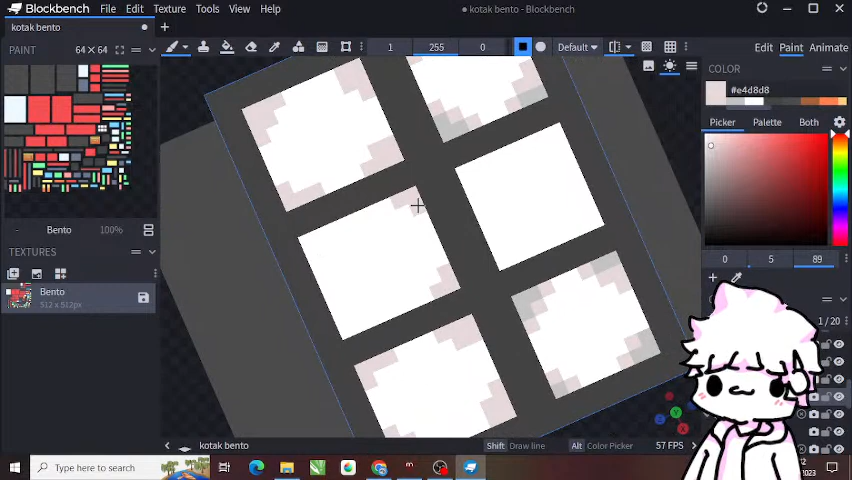 Blockbench File Edit Texture Tools View Help kotak bento - Blockbench
kotak bento
1 255 0 Default Edit Paint Animate
PAINT 64 × 64
COLOR
#e4d8d8
Picker Palette Both
0 5 89
Bento 100%
TEXTURES
Bento
512 x 512px
1 / 20
kotak bento Shift Draw line Alt Color Picker 57 FPS
Type here to search
2023